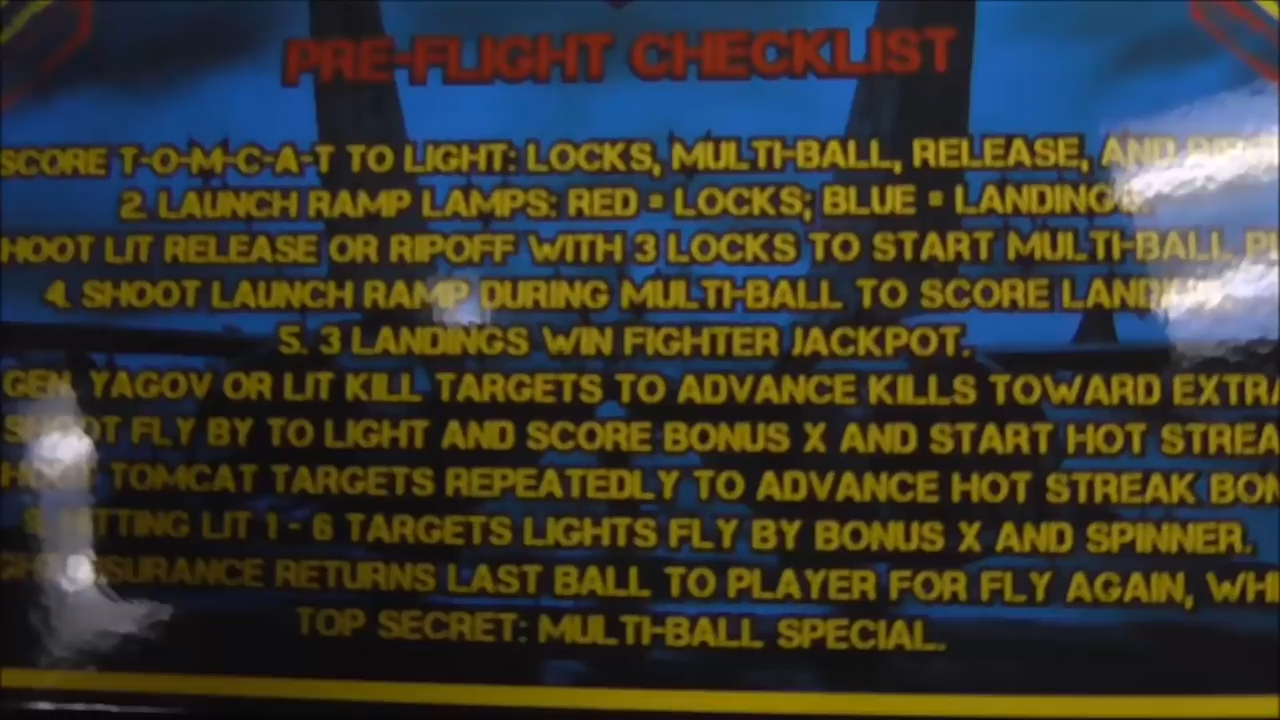 PRE-FLIGHT CHECKLIST
SCORE T-O-M-C-A-T TO LIGHT: LOCKS, MULTI-BALL, RELEASE, AND
2. LAUNCH RAMP LAMPS: RED = LOCKS; BLUE = LANDING
HOOT LIT RELEASE OR RIPOFF WITH 3 LOCKS TO START MULTI-BALL
4. SHOOT LAUNCH RAMP DURING MULTI-BALL TO SCORE
5. 3 LANDINGS WIN FIGHTER JACKPOT.
GEN. YAGOV OR LIT KILL TARGETS TO ADVANCE KILLS TOWARD EXTRA
FLY BY TO LIGHT AND SCORE BONUS X AND START HOT STREA
TOMCAT TARGETS REPEATEDLY TO ADVANCE HOT STREAK
HITTING LIT 1 - 6 TARGETS LIGHTS FLY BY BONUS X AND SPINNER.
INSURANCE RETURNS LAST BALL TO PLAYER FOR FLY AGAIN,
TOP SECRET: MULTI-BALL SPECIAL.